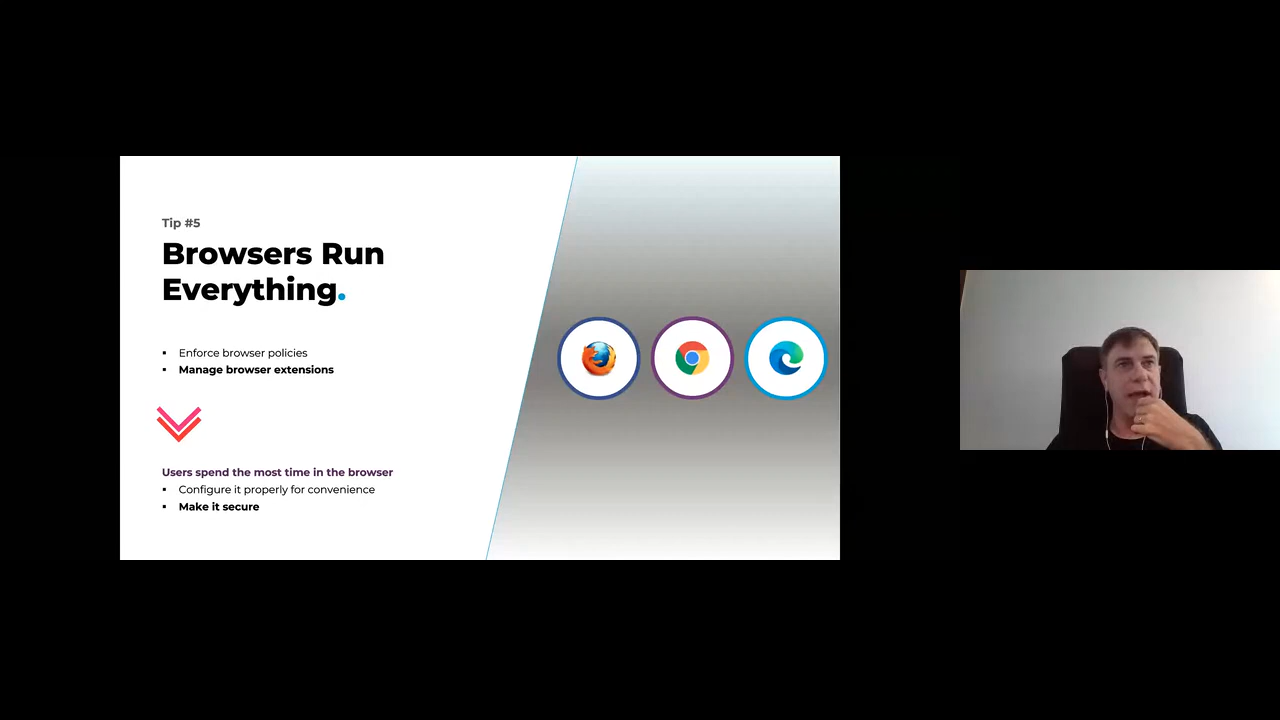 Tip #5
Browsers Run
Everything.
▪ Enforce browser policies
▪ Manage browser extensions
Users spend the most time in the browser
▪ Configure it properly for convenience
▪ Make it secure